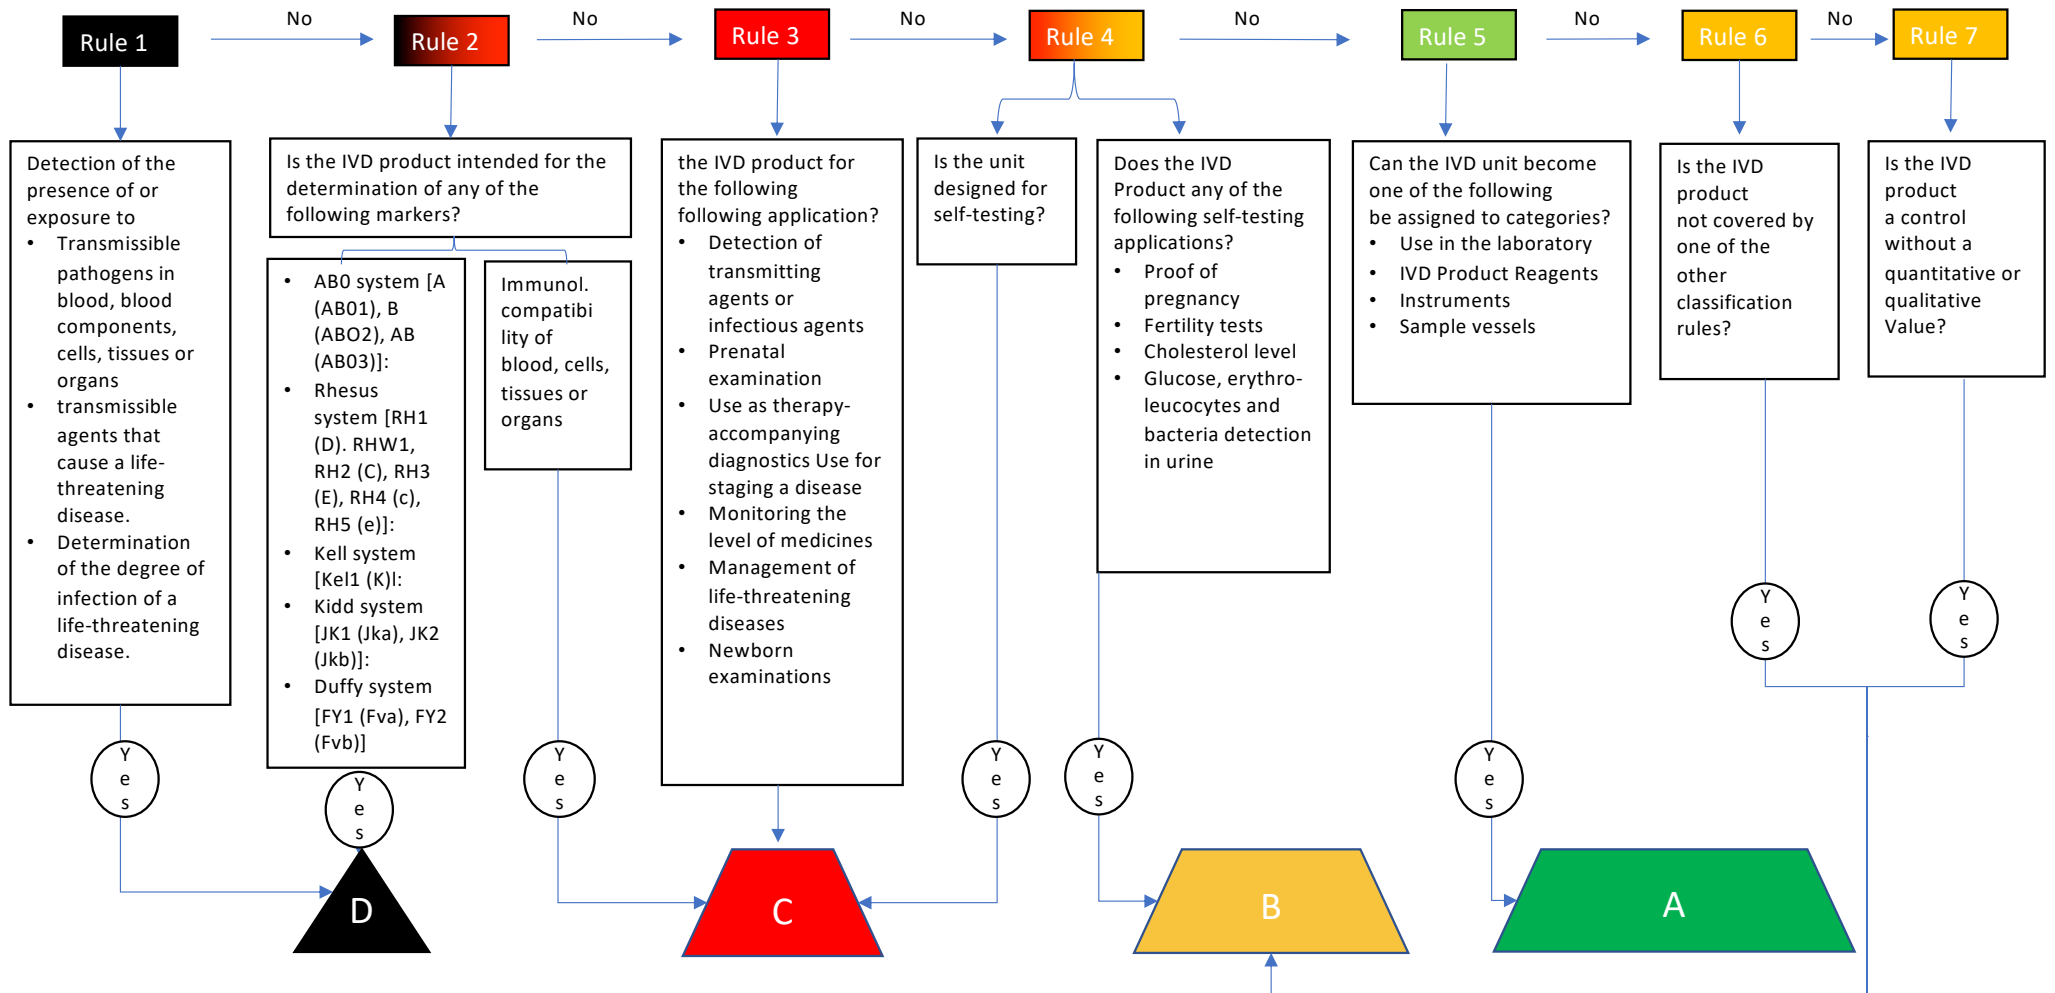 No
No
No
No
No
No
Rule 1
Rule 2
Rule 3
Rule 4
Rule 5
Rule 6
Rule 7
Detection of the
presence of or
exposure to
• Transmissible
pathogens in
blood, blood
components,
cells, tissues or
organs
• transmissible
agents that
cause a life-
threatening
disease.
• Determination
of the degree of
infection of a
life-threatening
disease.
Is the IVD product intended for the
determination of any of the
following markers?
• AB0 system [A
(AB01), B
(ABO2), AB
(AB03)]:
• Rhesus
system [RH1
(D). RHW1,
RH2 (C), RH3
(E), RH4 (c),
RH5 (e)]:
• Kell system
[Kel1 (K)l:
• Kidd system
[JK1 (Jka), JK2
(Jkb)]:
• Duffy system
[FY1 (Fva), FY2
(Fvb)]
Immunol.
compatibi
lity of
blood, cells,
tissues or
organs
the IVD product for
the following
following application?
• Detection of
transmitting
agents or
infectious agents
• Prenatal
examination
• Use as therapy-
accompanying
diagnostics Use for
staging a disease
• Monitoring the
level of medicines
• Management of
life-threatening
diseases
• Newborn
examinations
Is the unit
designed for
self-testing?
Does the IVD
Product any of the
following self-testing
applications?
• Proof of
pregnancy
• Fertility tests
• Cholesterol level
• Glucose, erythro-
leucocytes and
bacteria detection
in urine
Can the IVD unit become
one of the following
be assigned to categories?
• Use in the laboratory
• IVD Product Reagents
• Instruments
• Sample vessels
Is the IVD
product
not covered by
one of the
other
classification
rules?
Is the IVD
product
a control
without a
quantitative or
qualitative
Value?
Yes
Yes
Yes
Yes
Yes
Yes
Yes
Yes
D
C
B
A